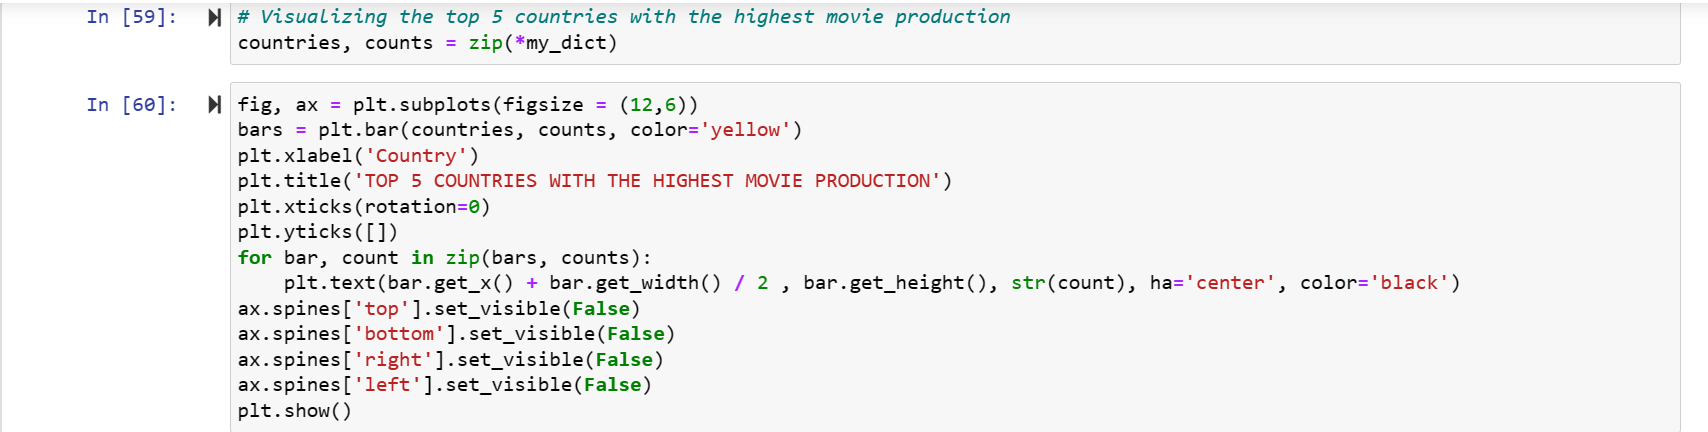 In [59]:
# Visualizing the top 5 countries with the highest movie production
countries, counts = zip(*my_dict)
In [60]:
fig, ax = plt.subplots(figsize = (12,6))
bars = plt.bar(countries, counts, color='yellow')
plt.xlabel('Country')
plt.title('TOP 5 COUNTRIES WITH THE HIGHEST MOVIE PRODUCTION')
plt.xticks(rotation=0)
plt.yticks([])
for bar, count in zip(bars, counts):
    plt.text(bar.get_x() + bar.get_width() / 2 , bar.get_height(), str(count), ha='center', color='black')
ax.spines['top'].set_visible(False)
ax.spines['bottom'].set_visible(False)
ax.spines['right'].set_visible(False)
ax.spines['left'].set_visible(False)
plt.show()